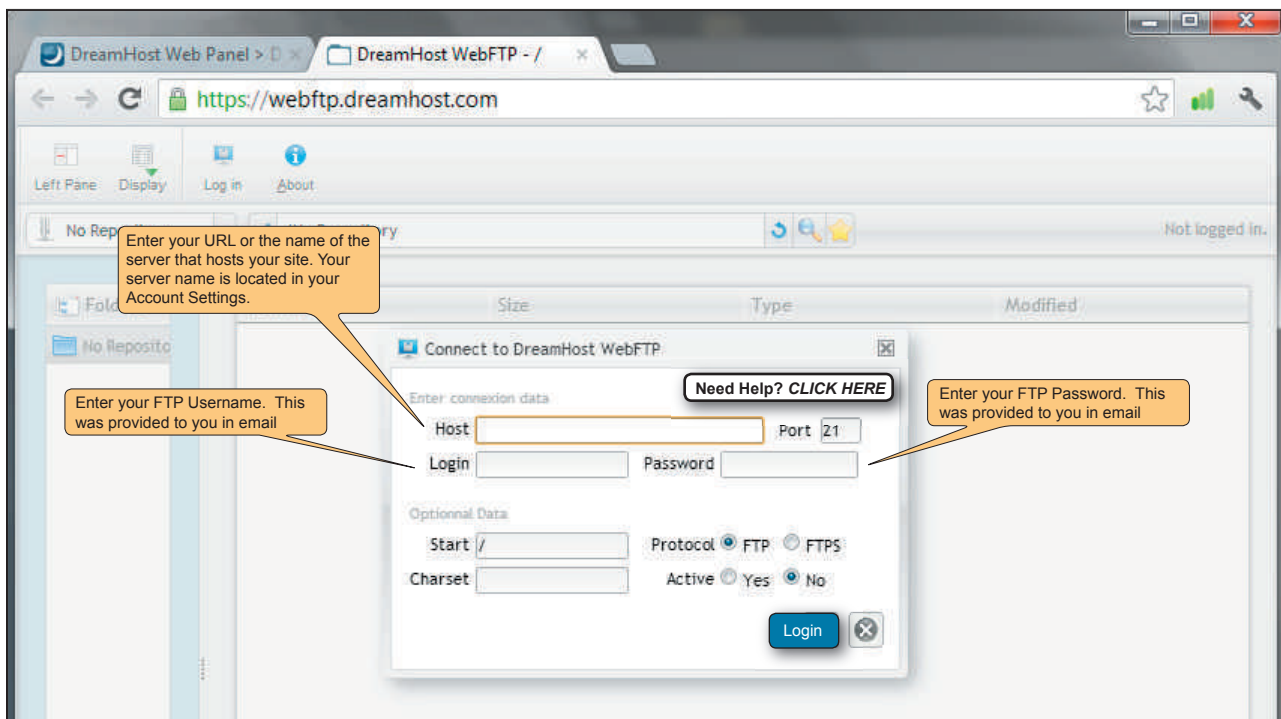 DreamHost Web Panel > D
DreamHost WebFTP - /
https://webftp.dreamhost.com
Left Pane Display Log in About
No Rep
ry
Not logged in.
Enter your URL or the name of the
server that hosts your site. Your
server name is located in your
Account Settings.
Fold
Size Type Modified
No Reposito
Connect to DreamHost WebFTP
Need Help? CLICK HERE
Enter connexion data
Enter your FTP Username. This
was provided to you in email
Enter your FTP Password. This
was provided to you in email
Host Port 21
Login Password
Optionnal Data
Start / Protocol FTP FTPS
Charset Active Yes No
Login